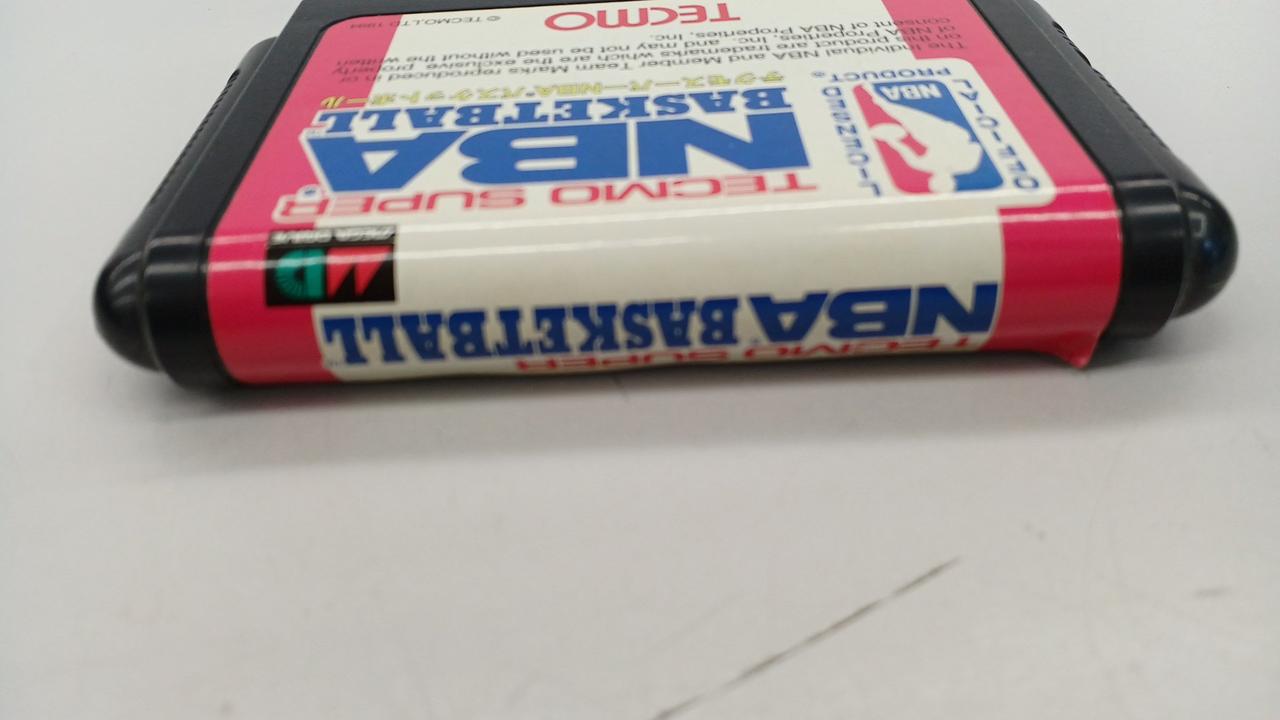 TECMO SUPER
NBA BASKETBALL
MEGA DRIVE
TECMO SUPER
NBA
BASKETBALL
テクモスーパーNBAバスケットボール
OFFICIAL LICENSED PRODUCT
NBA
The individual NBA and Member Team Marks reproduced in or
on this product are trademarks which are the exclusive property
of NBA Properties, Inc. and may not be used without the written
consent of NBA Properties, Inc.
TECMO
© TECMO,LTD 1994